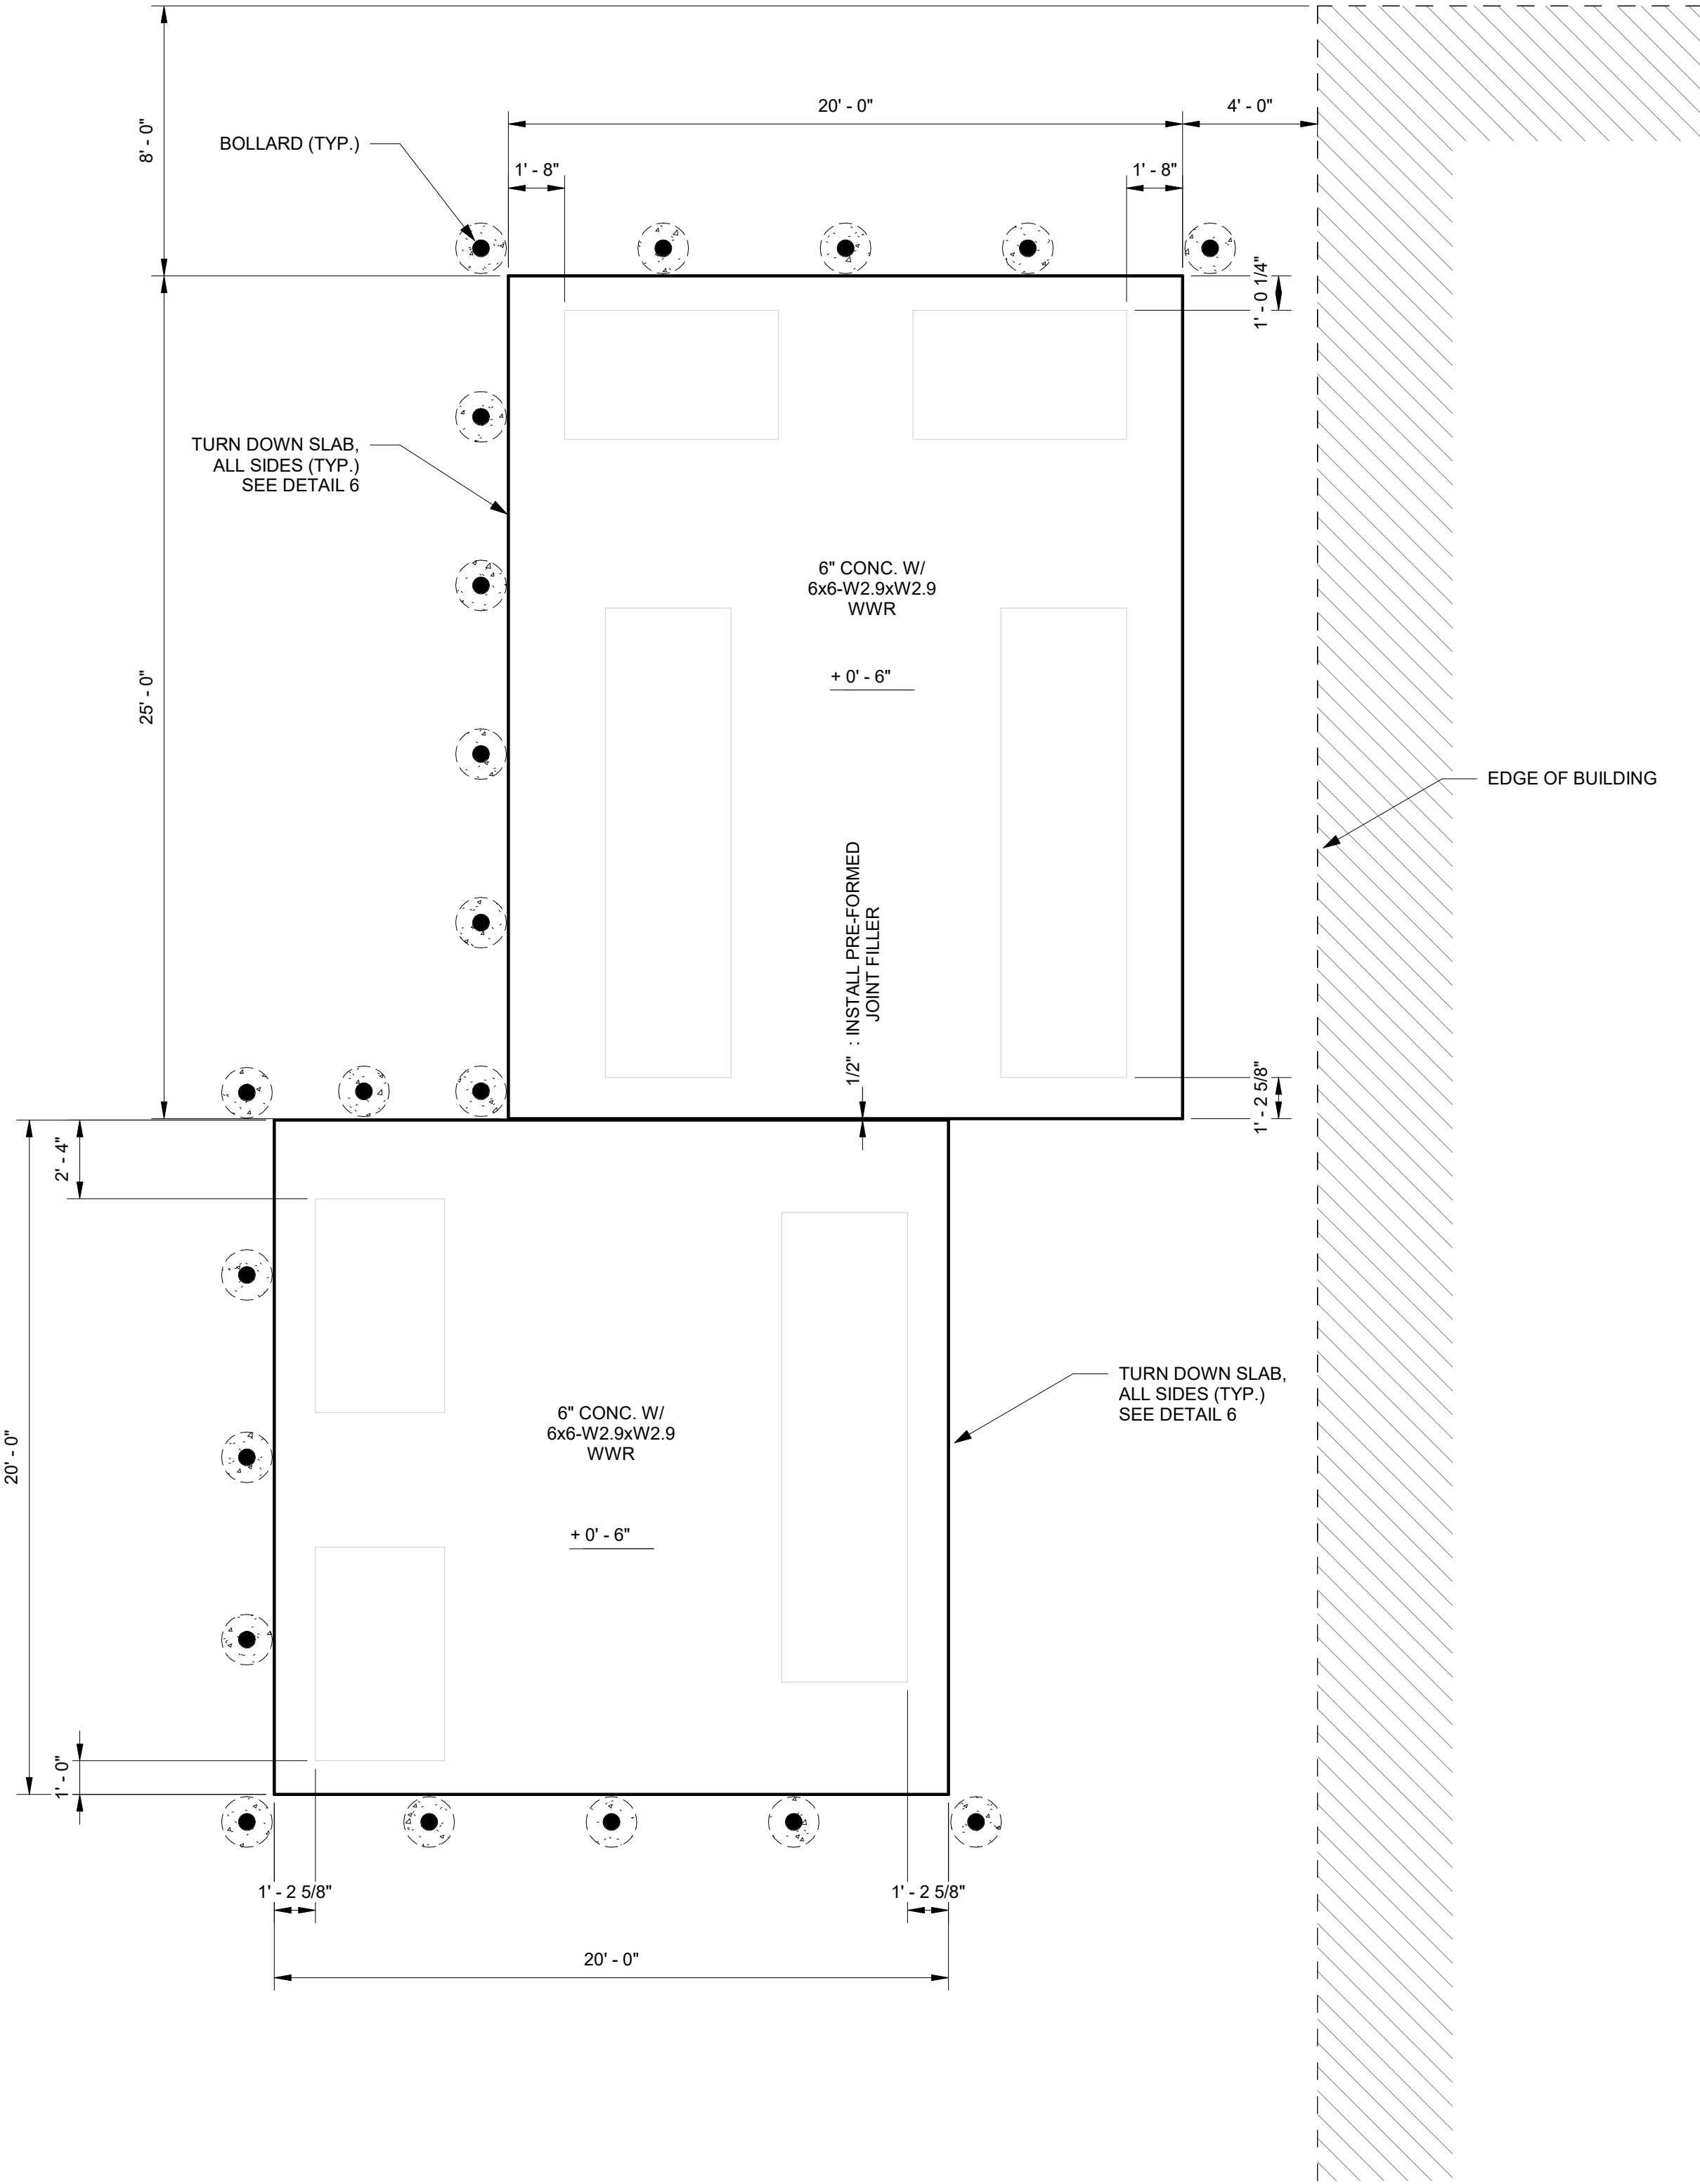 20' - 0"
4' - 0"
8' - 0"
BOLLARD (TYP.)
1' - 8"
1' - 8"
1' - 0 1/4"
TURN DOWN SLAB,
ALL SIDES (TYP.)
SEE DETAIL 6
6" CONC. W/
6x6-W2.9xW2.9
WWR
+ 0' - 6"
25' - 0"
EDGE OF BUILDING
1/2" : INSTALL PRE-FORMED
JOINT FILLER
1' - 2 5/8"
2' - 4"
TURN DOWN SLAB,
ALL SIDES (TYP.)
SEE DETAIL 6
6" CONC. W/
6x6-W2.9xW2.9
WWR
20' - 0"
+ 0' - 6"
1' - 0"
1' - 2 5/8"
1' - 2 5/8"
20' - 0"